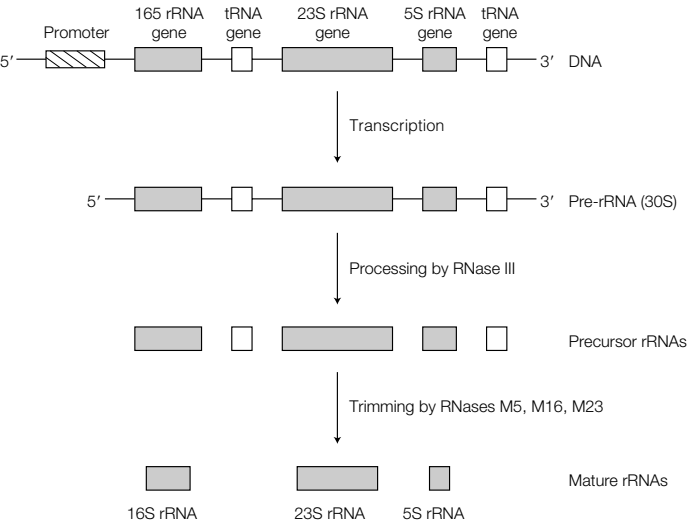 165 rRNA gene
tRNA gene
23S rRNA gene
5S rRNA gene
tRNA gene
Promoter
5′ 3′ DNA
Transcription
5′ 3′ Pre-rRNA (30S)
Processing by RNase III
Precursor rRNAs
Trimming by RNases M5, M16, M23
Mature rRNAs
16S rRNA 23S rRNA 5S rRNA